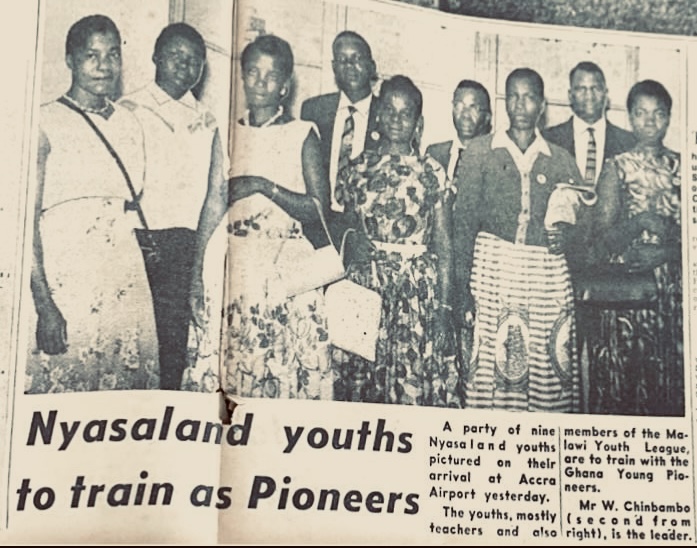 Nyasaland youths
to train as Pioneers
A party of nine
Nyasaland youths
pictured on their
arrival at Accra
Airport yesterday.
The youths, mostly
teachers and also
members of the Ma-
lawi Youth League,
are to train with the
Ghana Young Pio-
neers.
Mr W. Chinbambo
(second from
right), is the leader.